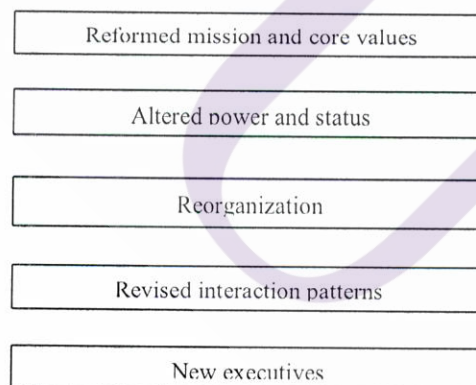 Reformed mission and core values
Altered power and status
Reorganization
Revised interaction patterns
New executives